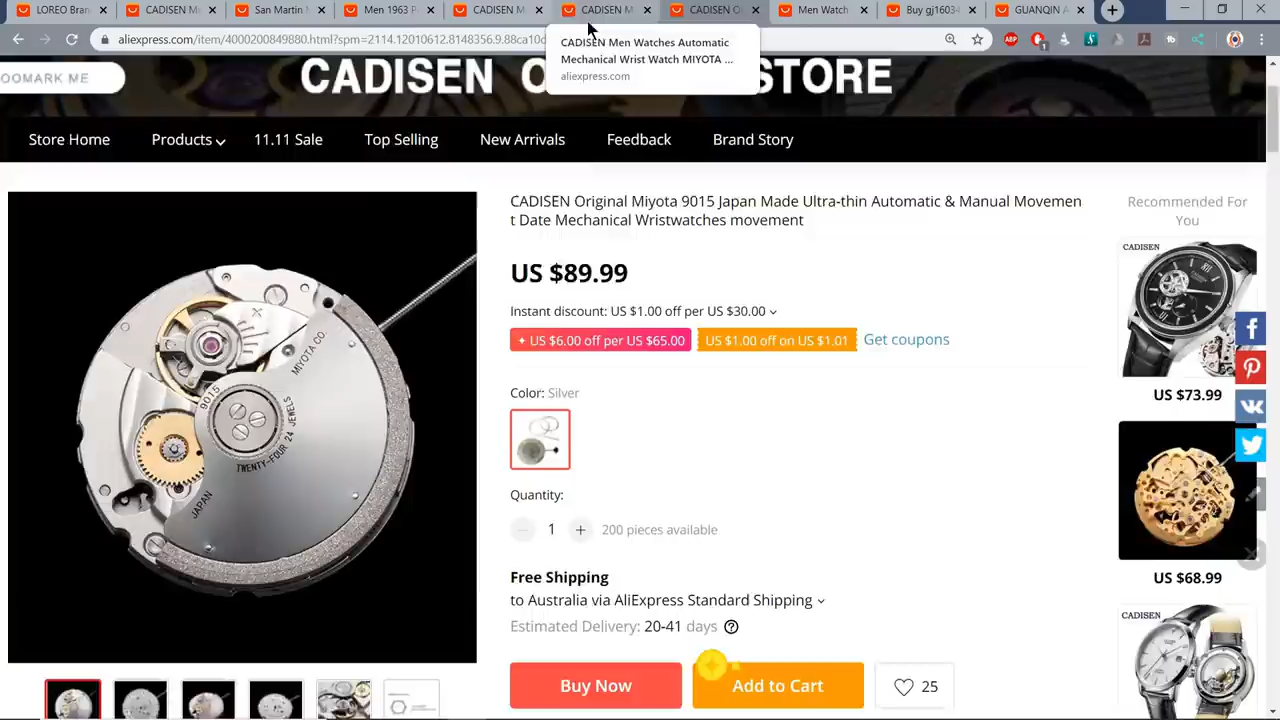 LOREO Bran
CADISEN Me
San Martin M
Men 1963 P
CADISEN M
CADISEN M
CADISEN O
Men Watch
Buy gj16034
GUANQIN A
aliexpress.com/item/4000200849880.html?spm=2114.12010612.8148356.9.88ca10d
CADISEN Men Watches Automatic
Mechanical Wrist Watch MIYOTA ...
aliexpress.com
OOKMARK ME
CADISEN O STORE
Store Home
Products
11.11 Sale
Top Selling
New Arrivals
Feedback
Brand Story
MIYOTA CO.
9015
TWENTY-FOUR 24 JEWELS
JAPAN
CADISEN Original Miyota 9015 Japan Made Ultra-thin Automatic & Manual Movemen
t Date Mechanical Wristwatches movement
US $89.99
Instant discount: US $1.00 off per US $30.00
US $6.00 off per US $65.00
US $1.00 off on US $1.01
Get coupons
Color: Silver
Quantity:
1
200 pieces available
Free Shipping
to Australia via AliExpress Standard Shipping
Estimated Delivery: 20-41 days
Buy Now
Add to Cart
25
Recommended For
You
CADISEN
US $73.99
US $68.99
CADISEN